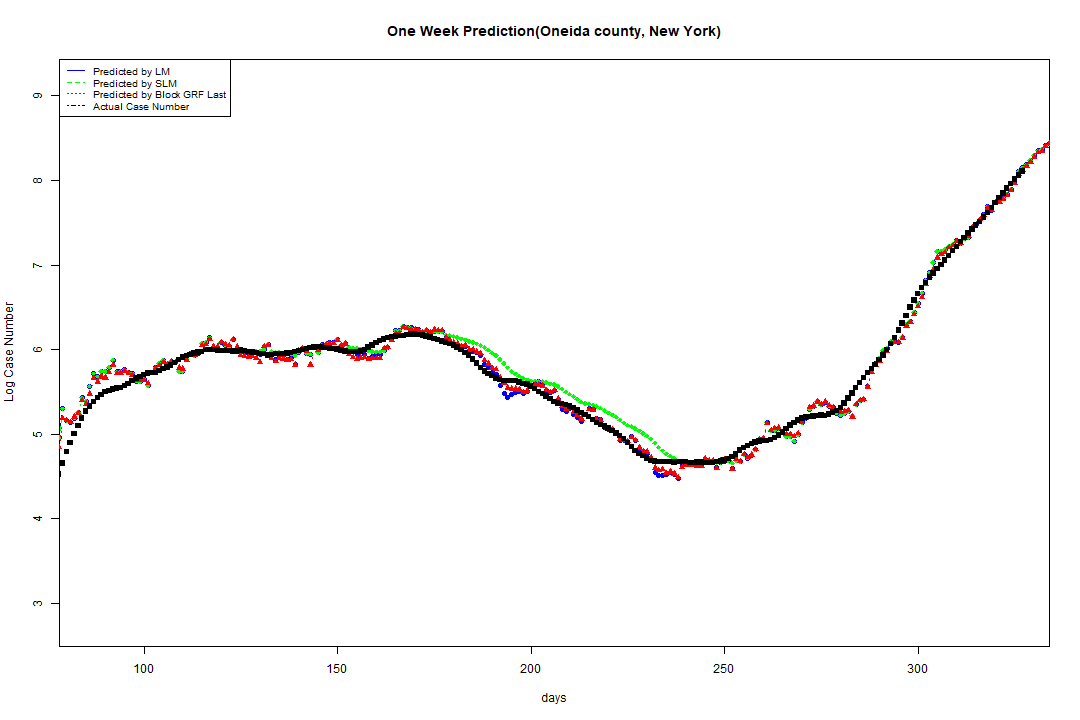 One Week Prediction(Oneida county, New York)
Predicted by LM
Predicted by SLM
Predicted by Block GRF Last
Actual Case Number
9
8
7
6
5
4
3
Log Case Number
100 150 200 250 300
days